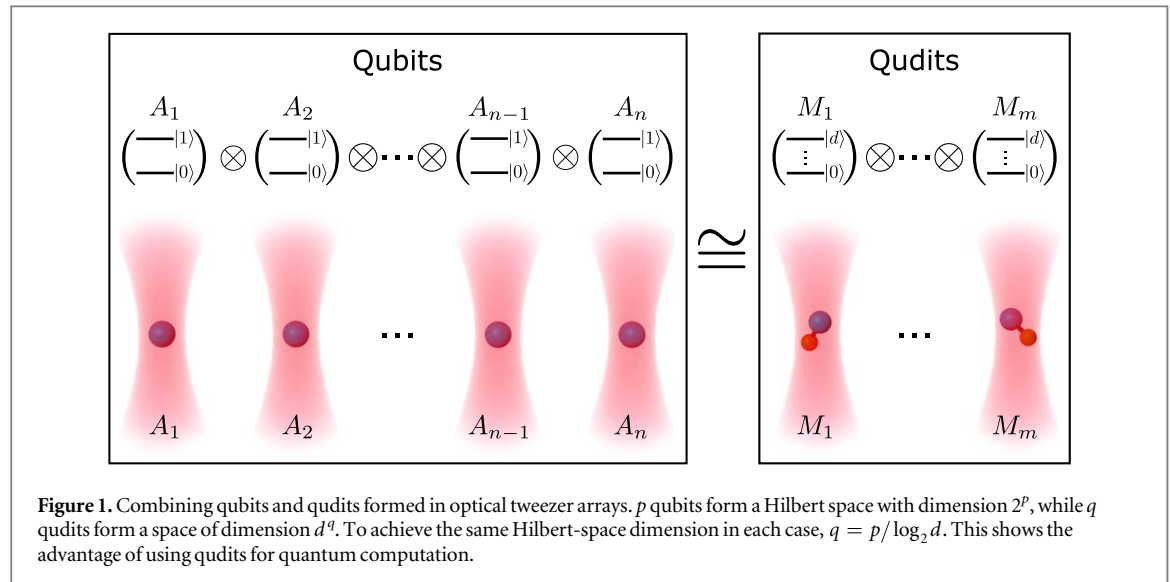 Qubits
A₁ A₂ Aₙ₋₁ Aₙ
(|1⟩ |0⟩) ⊗ (|1⟩ |0⟩) ⊗ ⋯ ⊗ (|1⟩ |0⟩) ⊗ (|1⟩ |0⟩)
...
A₁ A₂ Aₙ₋₁ Aₙ
≅
Qudits
M₁ Mₘ
(|d⟩ ⋮ |0⟩) ⊗ ⋯ ⊗ (|d⟩ ⋮ |0⟩)
...
M₁ Mₘ
Figure 1. Combining qubits and qudits formed in optical tweezer arrays. p qubits form a Hilbert space with dimension 2ᵖ, while q
qudits form a space of dimension d^q. To achieve the same Hilbert-space dimension in each case, q = p/log₂ d. This shows the
advantage of using qudits for quantum computation.